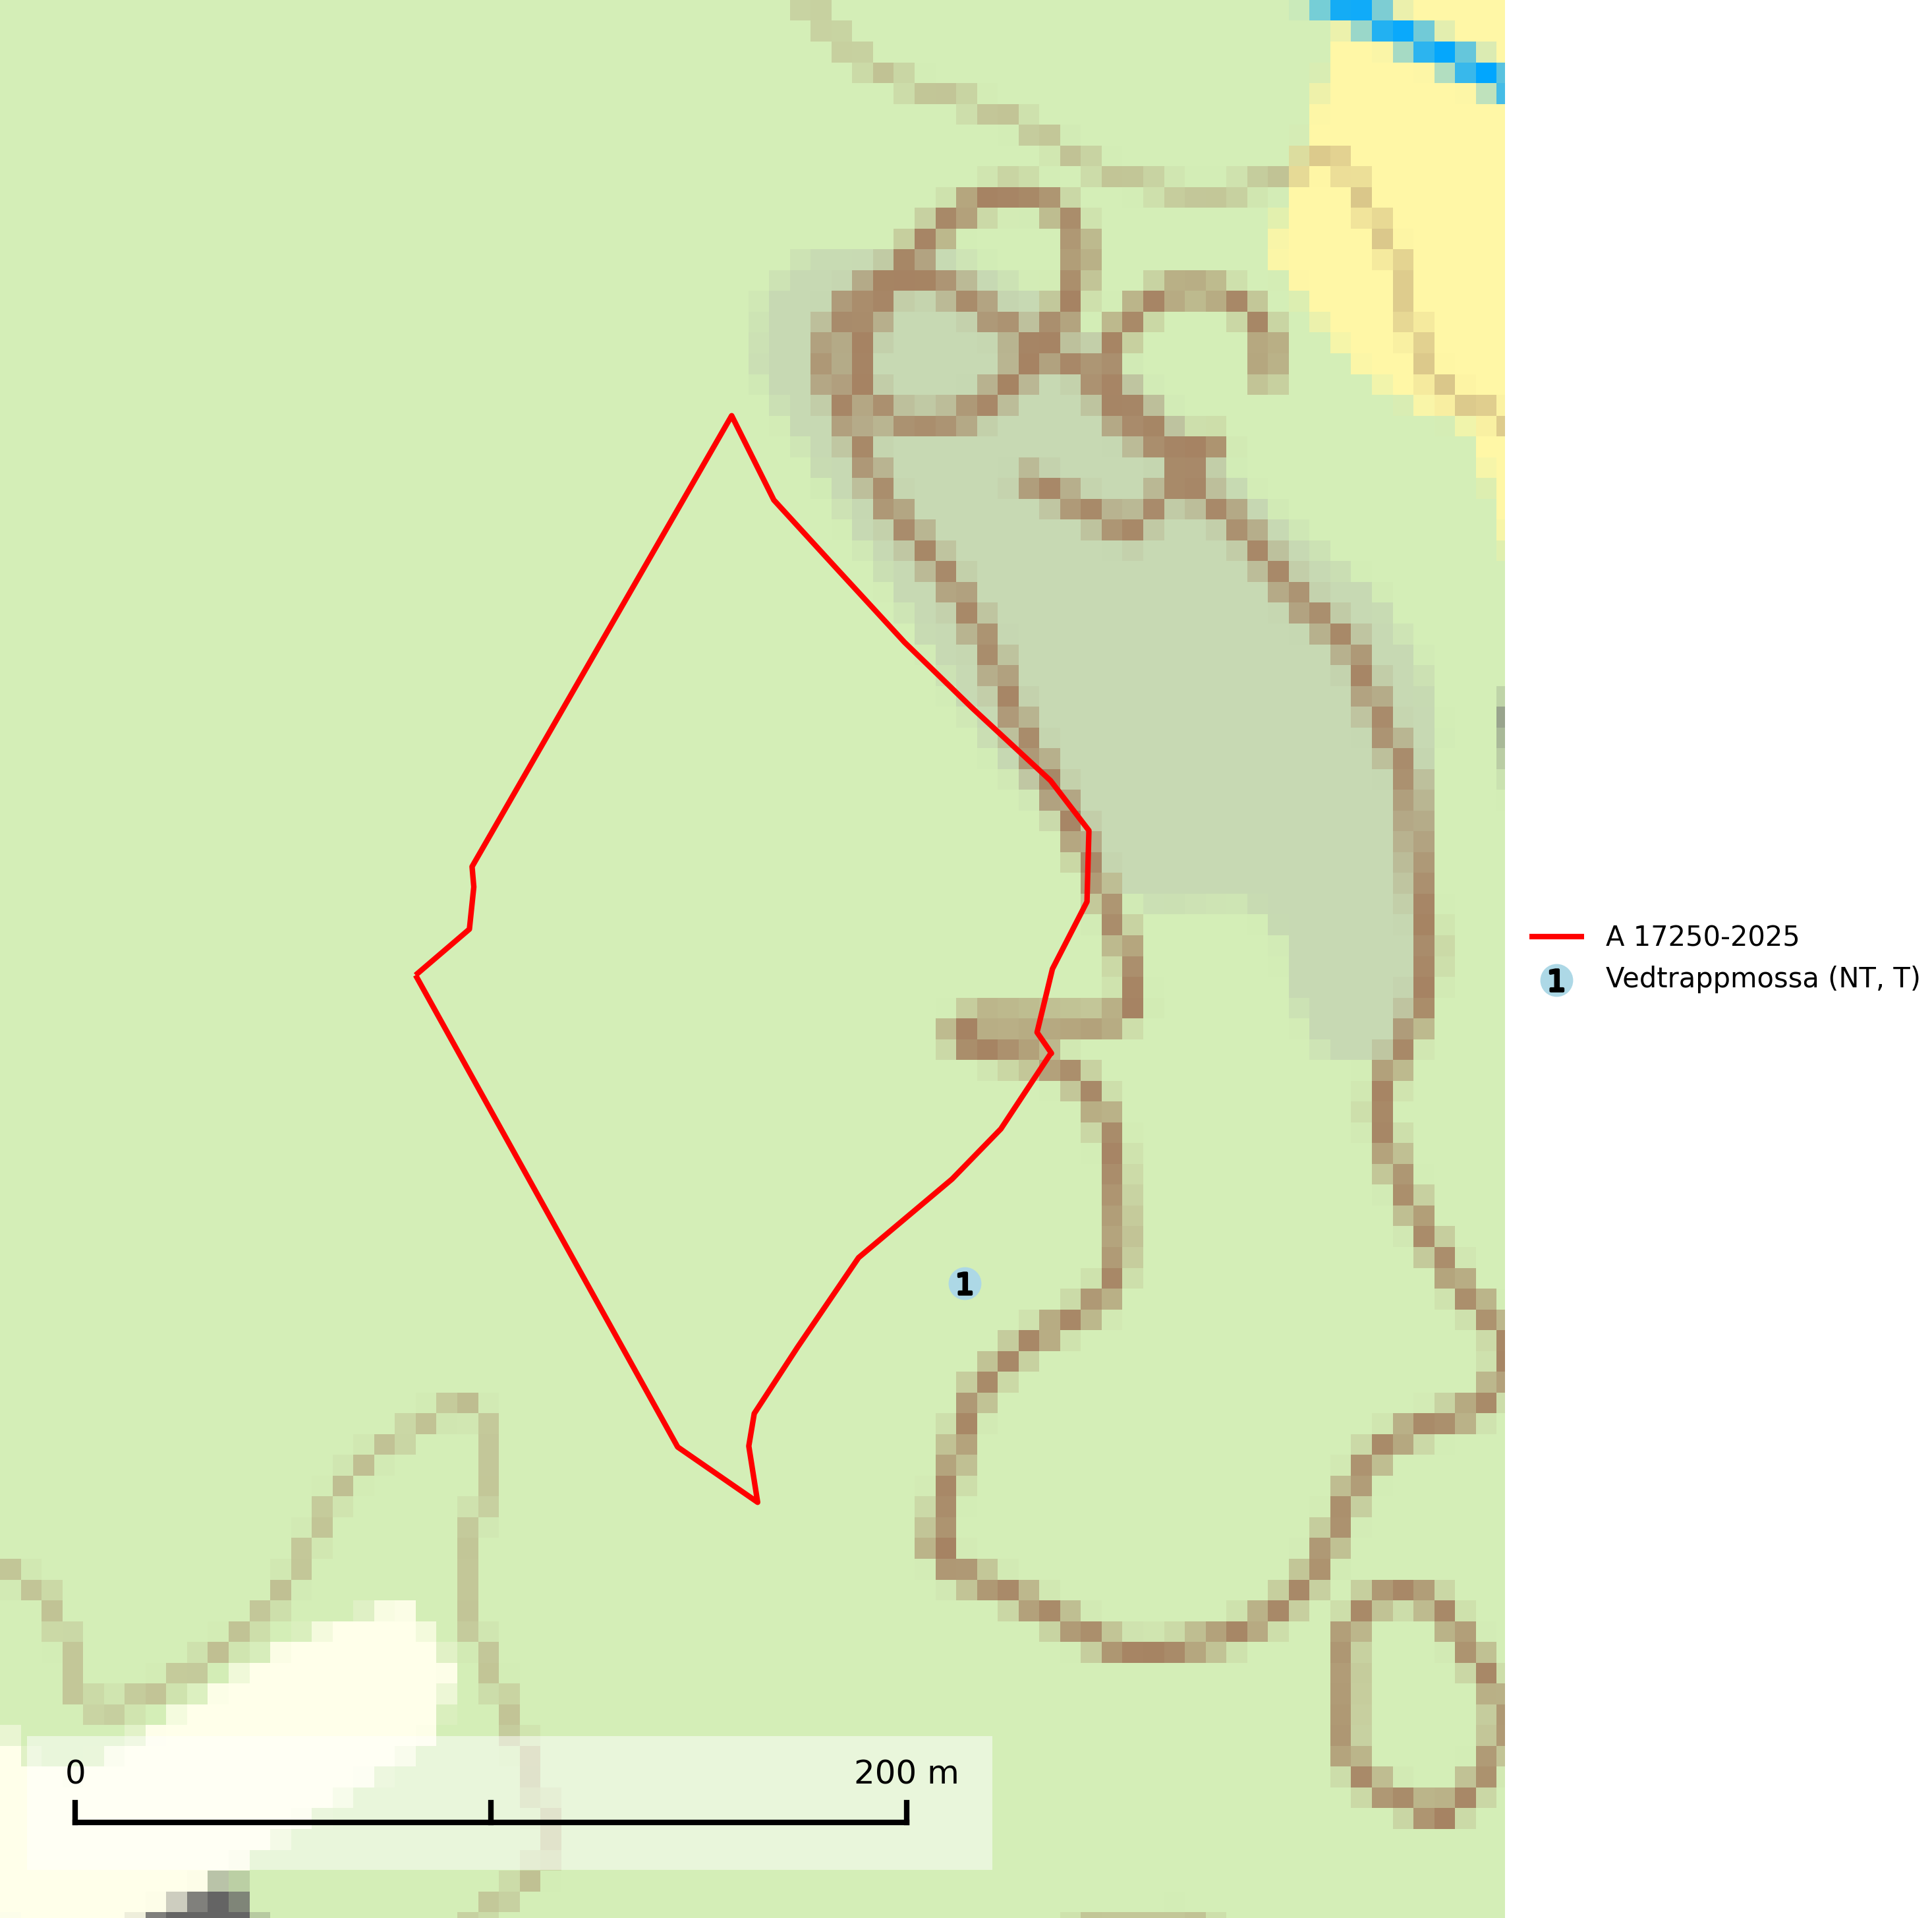 A 17250-2025
1 Vedtrappmossa (NT, T)
1
0 200 m